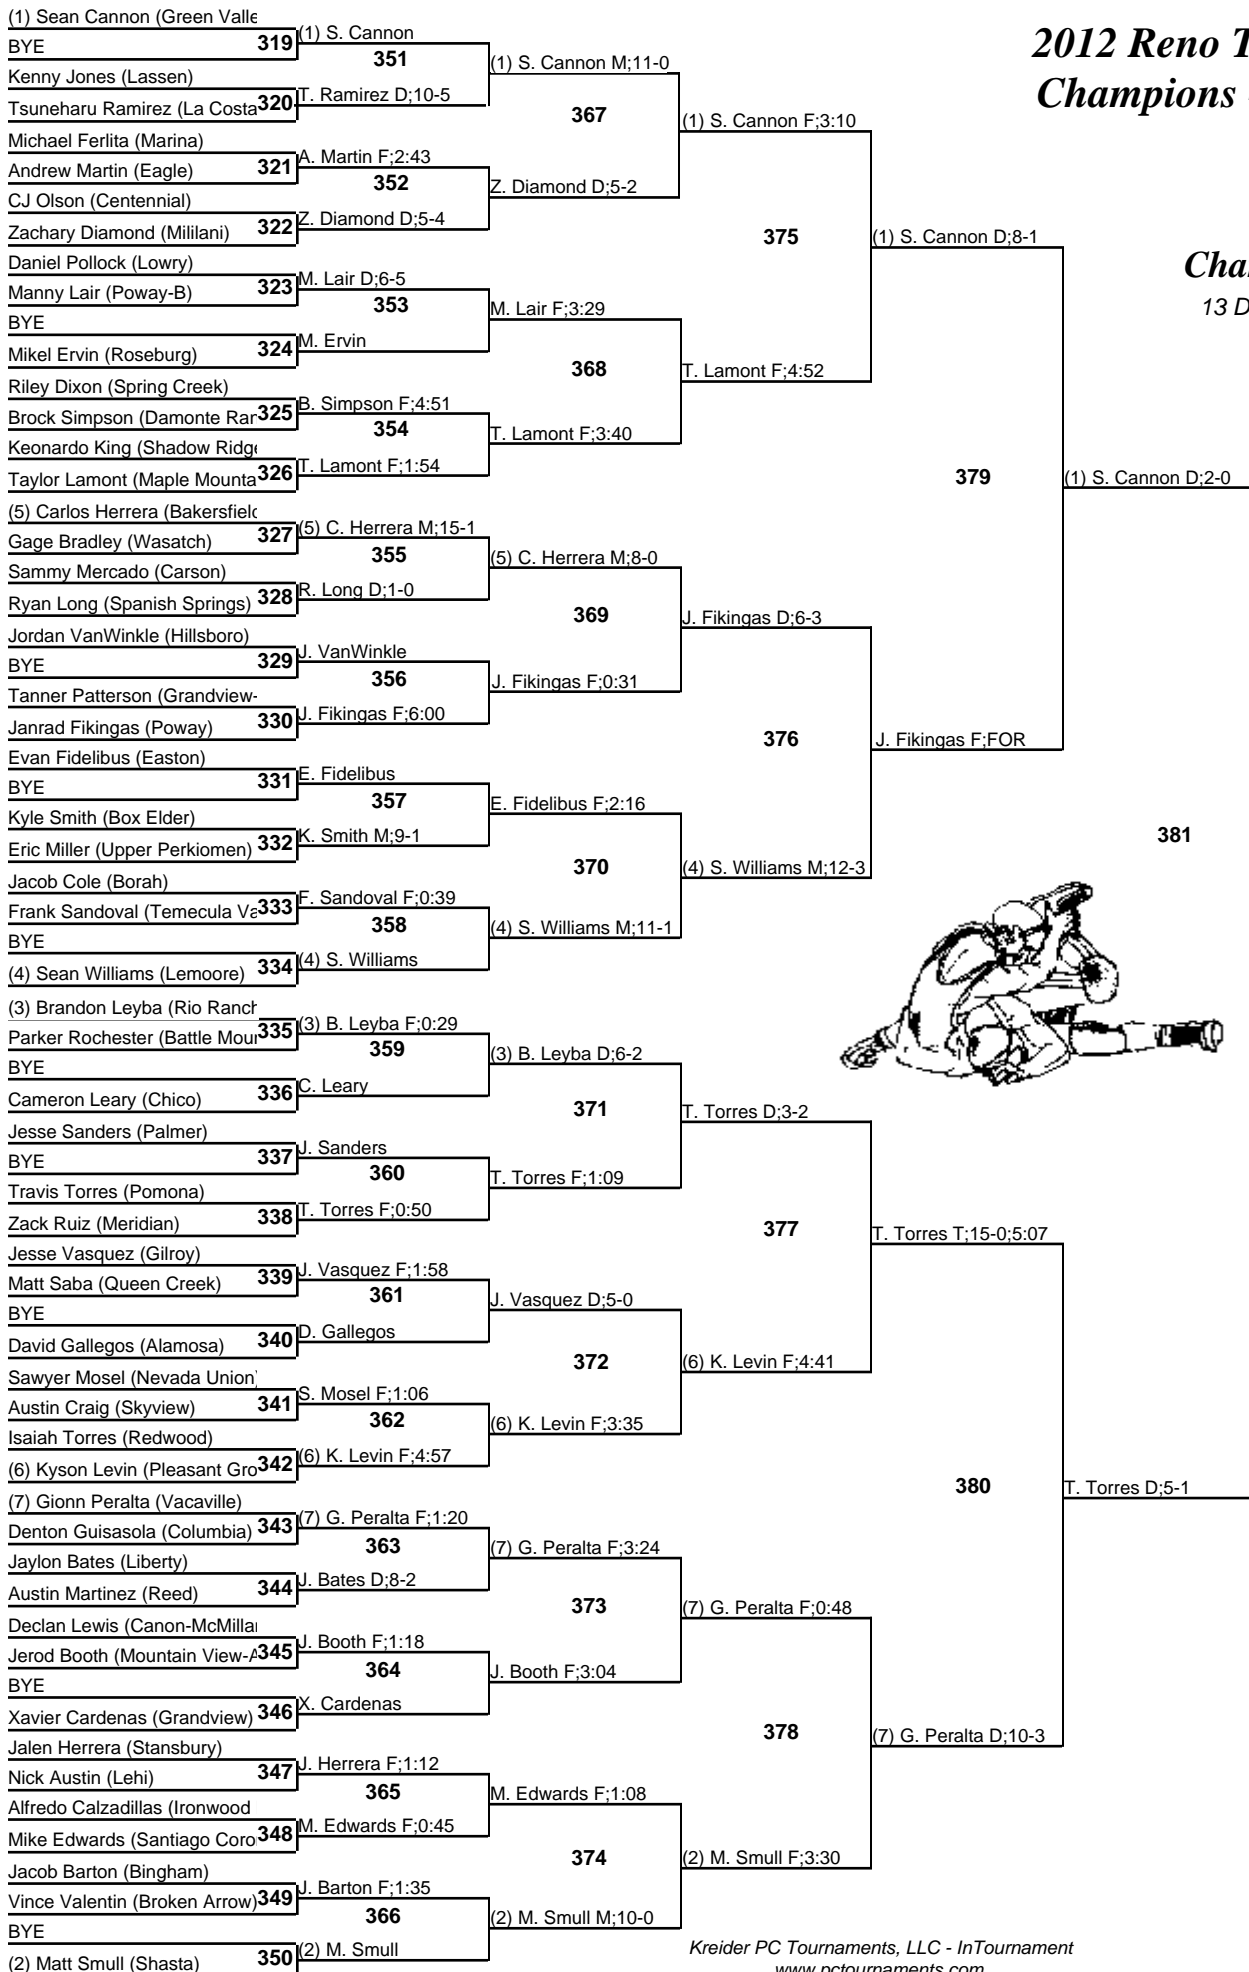 (1) Sean Cannon (Green Valle
BYE
319
(1) S. Cannon
351
Kenny Jones (Lassen)
Tsuneharu Ramirez (La Costa
320
T. Ramirez D;10-5
(1) S. Cannon M;11-0
367
Michael Ferlita (Marina)
Andrew Martin (Eagle)
321
A. Martin F;2:43
352
CJ Olson (Centennial)
Zachary Diamond (Mililani)
322
Z. Diamond D;5-4
Z. Diamond D;5-2
(1) S. Cannon F;3:10
375
Daniel Pollock (Lowry)
Manny Lair (Poway-B)
323
M. Lair D;6-5
353
BYE
Mikel Ervin (Roseburg)
324
M. Ervin
M. Lair F;3:29
368
Riley Dixon (Spring Creek)
Brock Simpson (Damonte Ran
325
B. Simpson F;4:51
354
Keonardo King (Shadow Ridge
Taylor Lamont (Maple Mounta
326
T. Lamont F;1:54
T. Lamont F;3:40
T. Lamont F;4:52
(1) S. Cannon D;8-1
379
(5) Carlos Herrera (Bakersfield
Gage Bradley (Wasatch)
327
(5) C. Herrera M;15-1
355
Sammy Mercado (Carson)
Ryan Long (Spanish Springs)
328
R. Long D;1-0
(5) C. Herrera M;8-0
369
Jordan VanWinkle (Hillsboro)
BYE
329
J. VanWinkle
356
Tanner Patterson (Grandview-
Janrad Fikingas (Poway)
330
J. Fikingas F;6:00
J. Fikingas F;0:31
J. Fikingas D;6-3
376
Evan Fidelibus (Easton)
BYE
331
E. Fidelibus
357
Kyle Smith (Box Elder)
Eric Miller (Upper Perkiomen)
332
K. Smith M;9-1
E. Fidelibus F;2:16
370
Jacob Cole (Borah)
Frank Sandoval (Temecula Va
333
F. Sandoval F;0:39
358
BYE
(4) Sean Williams (Lemoore)
334
(4) S. Williams
(4) S. Williams M;11-1
(4) S. Williams M;12-3
J. Fikingas F;FOR
(1) S. Cannon D;2-0
381
(3) Brandon Leyba (Rio Ranch
Parker Rochester (Battle Moun
335
(3) B. Leyba F;0:29
359
BYE
Cameron Leary (Chico)
336
C. Leary
(3) B. Leyba D;6-2
371
Jesse Sanders (Palmer)
BYE
337
J. Sanders
360
Travis Torres (Pomona)
Zack Ruiz (Meridian)
338
T. Torres F;0:50
T. Torres F;1:09
T. Torres D;3-2
377
Jesse Vasquez (Gilroy)
Matt Saba (Queen Creek)
339
J. Vasquez F;1:58
361
BYE
David Gallegos (Alamosa)
340
D. Gallegos
J. Vasquez D;5-0
372
Sawyer Mosel (Nevada Union)
Austin Craig (Skyview)
341
S. Mosel F;1:06
362
Isaiah Torres (Redwood)
(6) Kyson Levin (Pleasant Gro
342
(6) K. Levin F;4:57
(6) K. Levin F;3:35
(6) K. Levin F;4:41
T. Torres T;15-0;5:07
380
(7) Gionn Peralta (Vacaville)
Denton Guisasola (Columbia)
343
(7) G. Peralta F;1:20
363
Jaylon Bates (Liberty)
Austin Martinez (Reed)
344
J. Bates D;8-2
(7) G. Peralta F;3:24
373
Declan Lewis (Canon-McMillan
Jerod Booth (Mountain View-A
345
J. Booth F;1:18
364
BYE
Xavier Cardenas (Grandview)
346
X. Cardenas
J. Booth F;3:04
(7) G. Peralta F;0:48
378
Jalen Herrera (Stansbury)
Nick Austin (Lehi)
347
J. Herrera F;1:12
365
Alfredo Calzadillas (Ironwood
Mike Edwards (Santiago Coro
348
M. Edwards F;0:45
M. Edwards F;1:08
374
Jacob Barton (Bingham)
Vince Valentin (Broken Arrow)
349
J. Barton F;1:35
366
BYE
(2) Matt Smull (Shasta)
350
(2) M. Smull
(2) M. Smull M;10-0
(2) M. Smull F;3:30
(7) G. Peralta D;10-3
T. Torres D;5-1
2012 Reno T
Champions
Cha
13 D
Kreider PC Tournaments, LLC - InTournament
www.pctournaments.com